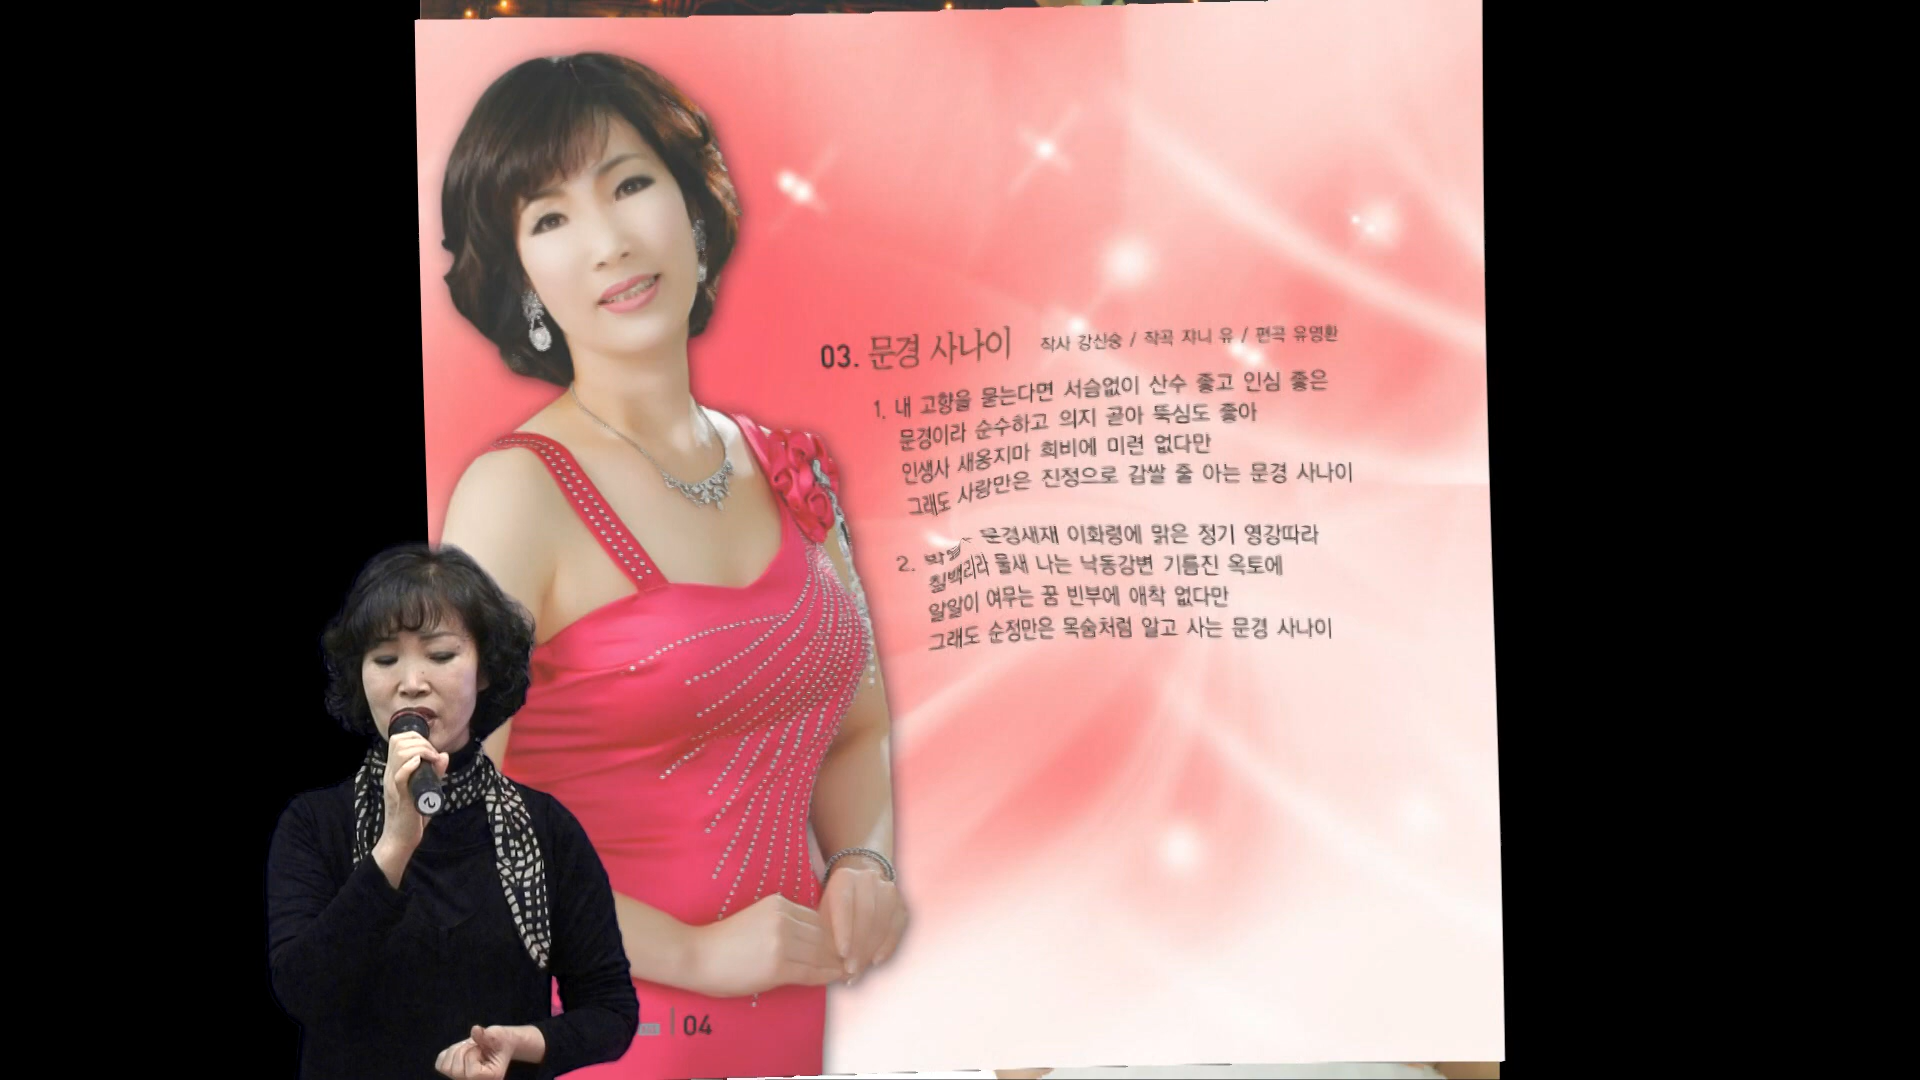 03. 문경 사나이 작사 강신숭 / 작곡 쟈니 유 / 편곡 유영환
1. 내 고향을 묻는다면 서슴없이 산수 좋고 인심 좋은
문경이라 순수하고 의지 곧아 뚝심도 좋아
인생사 새옹지마 희비에 미련 없다만
그래도 사랑만은 진정으로 감쌀 줄 아는 문경 사나이
2. 문경새재 이화령에 맑은 정기 영강따라
칠백리라 물새 나는 낙동강변 기름진 옥토에
알알이 여무는 꿈 빈부에 애착 없다만
그래도 순정만은 목숨처럼 알고 사는 문경 사나이
04
2